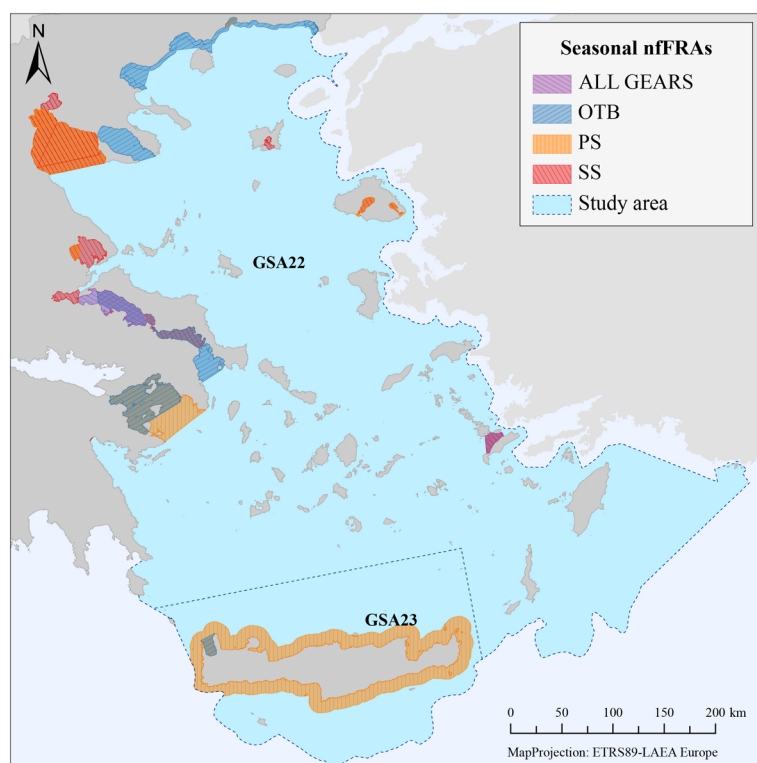 N
Seasonal nfFRAs
ALL GEARS
OTB
PS
SS
Study area
GSA22
GSA23
0 50 100 150 200 km
MapProjection: ETRS89-LAEA Europe